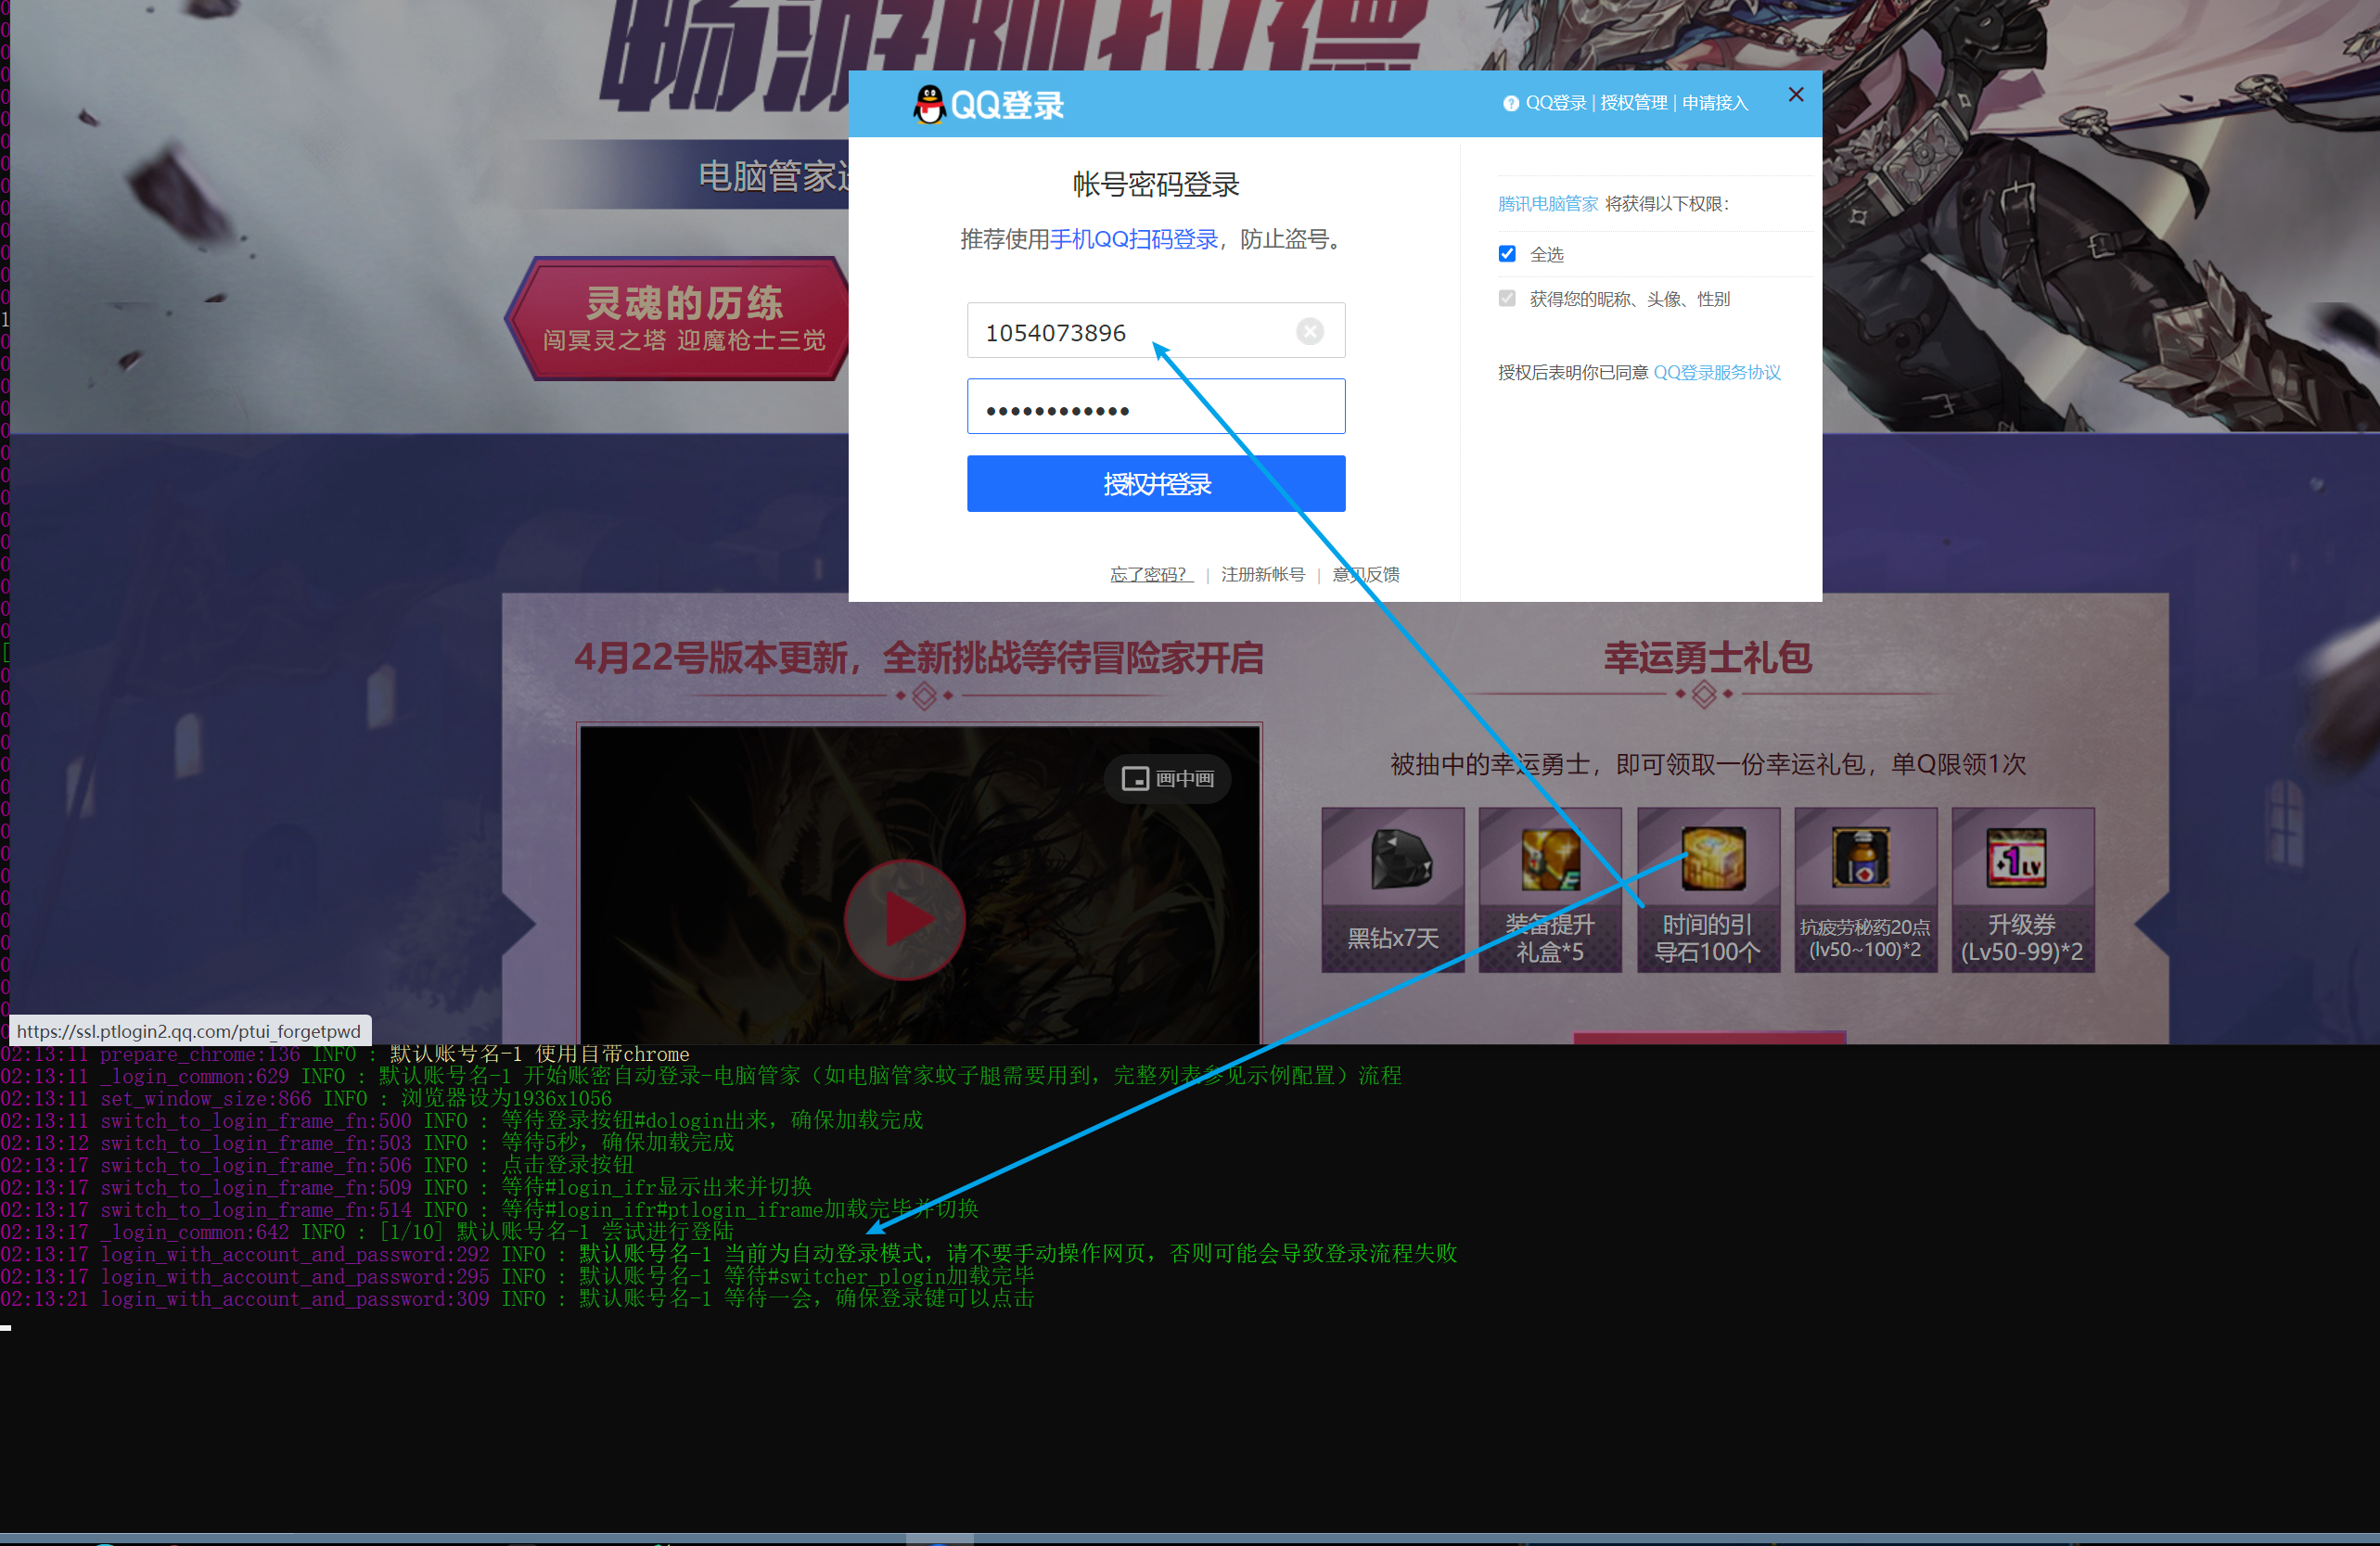 畅游阿拉德
QQ登录
QQ登录 | 授权管理 | 申请接入
电脑管家
灵魂的历练
闯冥灵之塔 迎魔枪士三觉
帐号密码登录
推荐使用手机QQ扫码登录，防止盗号。
1054073896
••••••••••••
授权并登录
忘了密码？ | 注册新帐号 | 意见反馈
腾讯电脑管家 将获得以下权限：
全选
获得您的昵称、头像、性别
授权后表明你已同意 QQ登录服务协议
4月22号版本更新，全新挑战等待冒险家开启
画中画
幸运勇士礼包
被抽中的幸运勇士，即可领取一份幸运礼包，单Q限领1次
黑钻x7天
装备提升
礼盒*5
时间的引
导石100个
抗疲劳秘药20点
(lv50~100)*2
+1LV
升级券
(Lv50-99)*2
https://ssl.ptlogin2.qq.com/ptui_forgetpwd
02:13:11 prepare_chrome:136 INFO : 默认账号名-1 使用自带chrome
02:13:11 _login_common:629 INFO : 默认账号名-1 开始账密自动登录-电脑管家（如电脑管家蚊子腿需要用到，完整列表参见示例配置）流程
02:13:11 set_window_size:866 INFO : 浏览器设为1936x1056
02:13:11 switch_to_login_frame_fn:500 INFO : 等待登录按钮#dologin出来，确保加载完成
02:13:12 switch_to_login_frame_fn:503 INFO : 等待5秒，确保加载完成
02:13:17 switch_to_login_frame_fn:506 INFO : 点击登录按钮
02:13:17 switch_to_login_frame_fn:509 INFO : 等待#login_ifr显示出来并切换
02:13:17 switch_to_login_frame_fn:514 INFO : 等待#login_ifr#ptlogin_iframe加载完毕并切换
02:13:17 _login_common:642 INFO : [1/10] 默认账号名-1 尝试进行登陆
02:13:17 login_with_account_and_password:292 INFO : 默认账号名-1 当前为自动登录模式，请不要手动操作网页，否则可能会导致登录流程失败
02:13:17 login_with_account_and_password:295 INFO : 默认账号名-1 等待#switcher_plogin加载完毕
02:13:21 login_with_account_and_password:309 INFO : 默认账号名-1 等待一会，确保登录键可以点击